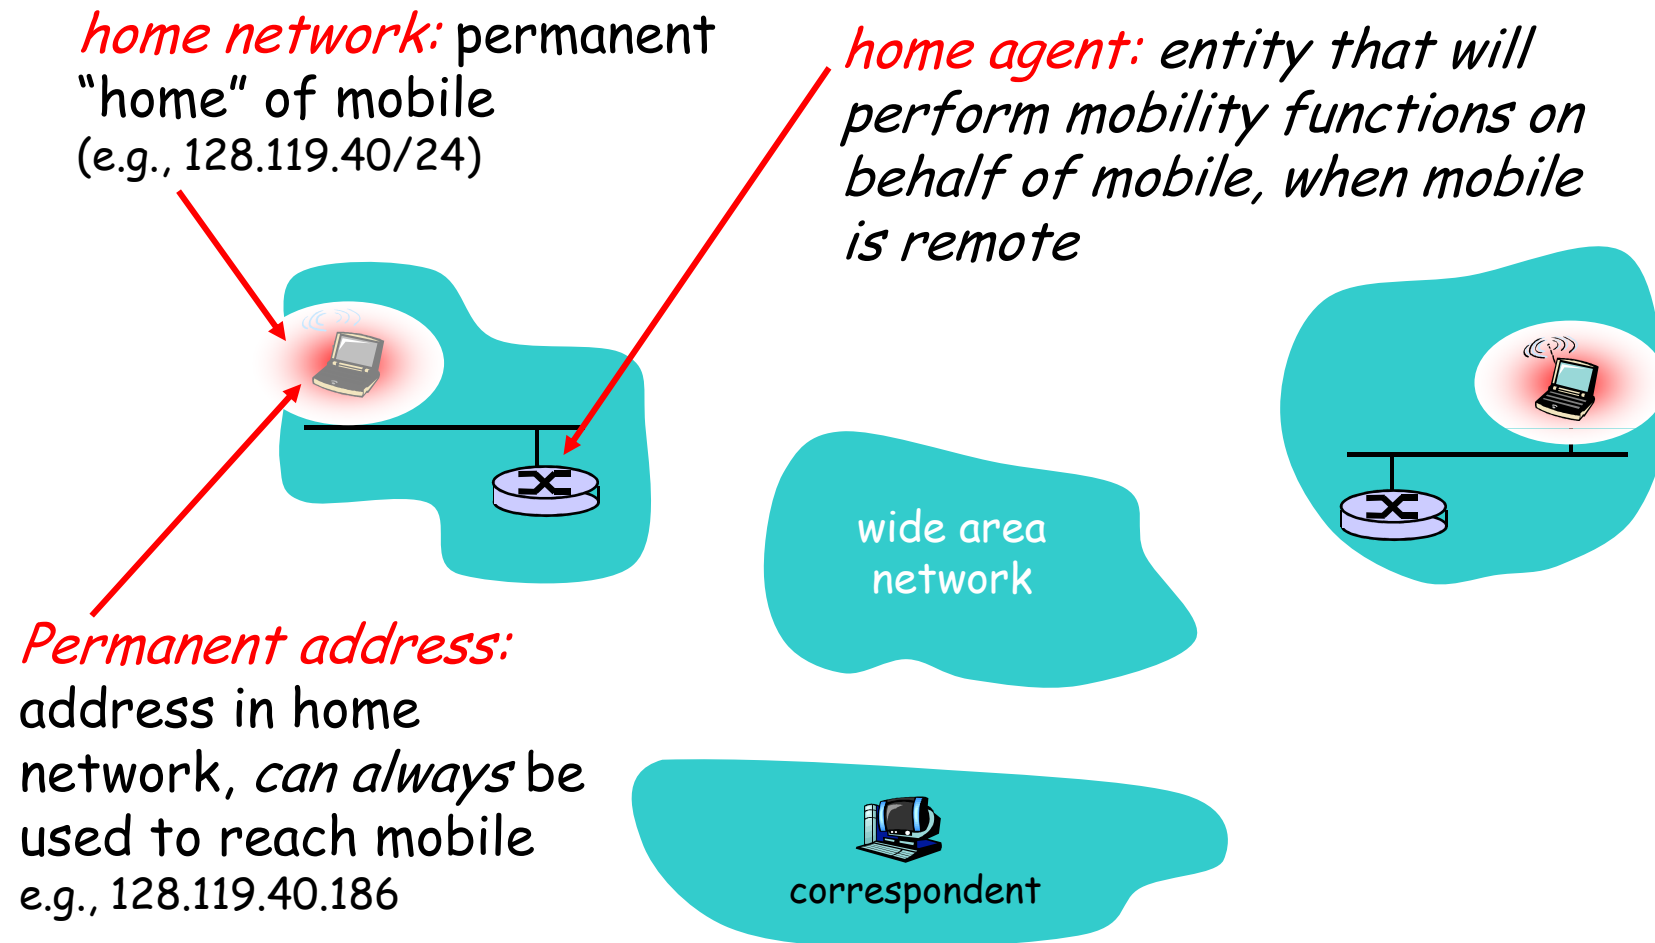 home network: permanent
“home” of mobile
(e.g., 128.119.40/24)
home agent: entity that will
perform mobility functions on
behalf of mobile, when mobile
is remote
wide area
network
Permanent address:
address in home
network, can always be
used to reach mobile
e.g., 128.119.40.186
correspondent